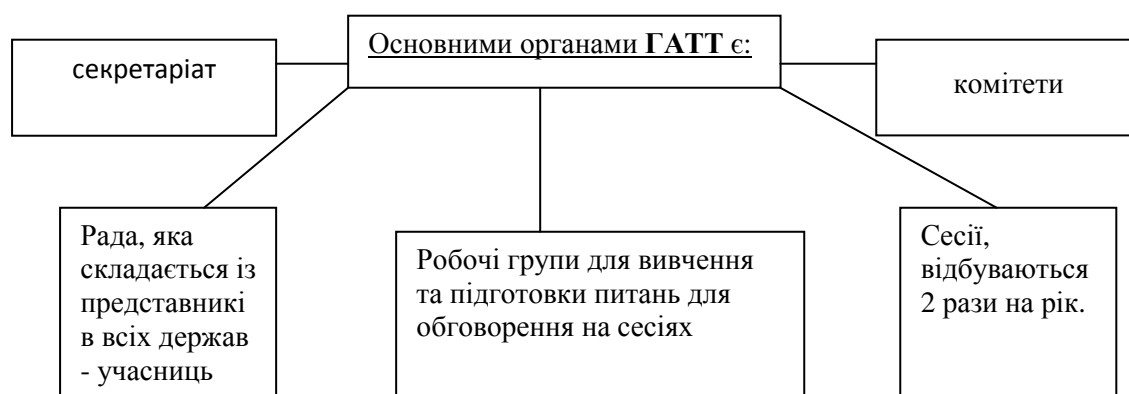 Основними органами ГАТТ є:
секретаріат
комітети
Рада, яка
складається із
представникі
в всіх держав
- учасниць
Робочі групи для вивчення
та підготовки питань для
обговорення на сесіях
Сесії,
відбуваються
2 рази на рік.